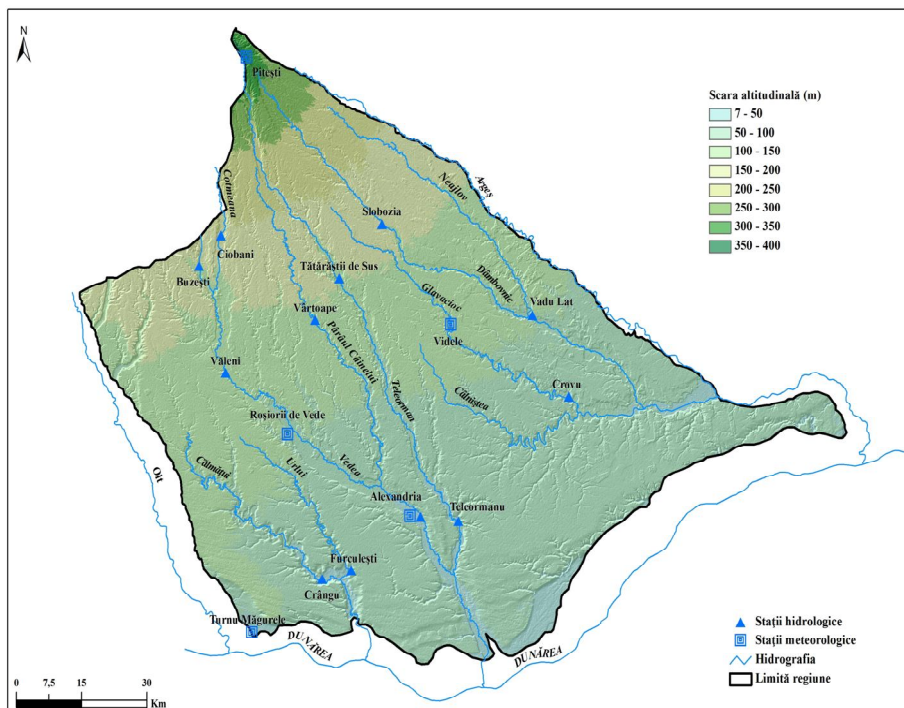 N
Pitești
Scara altitudinală (m)
7 - 50
50 - 100
100 - 150
150 - 200
200 - 250
250 - 300
300 - 350
350 - 400
Cotmeana
Neajlov
Argeș
Slobozia
Ciobani
Tătărăștii de Sus
Buzești
Glavacioc
Dâmbovnic
Vadu Lat
Vârtoape
Videle
Pârâul Câinelui
Văleni
Teleorman
Câlniștea
Crovu
Roșiorii de Vede
Olt
Călmățui
Urlui
Vedea
Alexandria
Teleormanu
Furculești
Crângu
Turnu Măgurele
DUNĂREA
DUNĂREA
Stații hidrologice
Stații meteorologice
Hidrografia
Limită regiune
0 7,5 15 30
Km